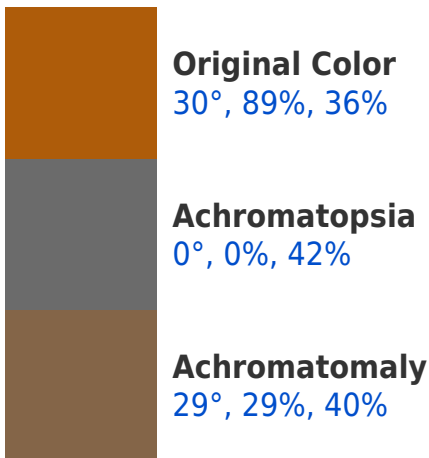 Original Color
30°, 89%, 36%
Achromatopsia
0°, 0%, 42%
Achromatomaly
29°, 29%, 40%